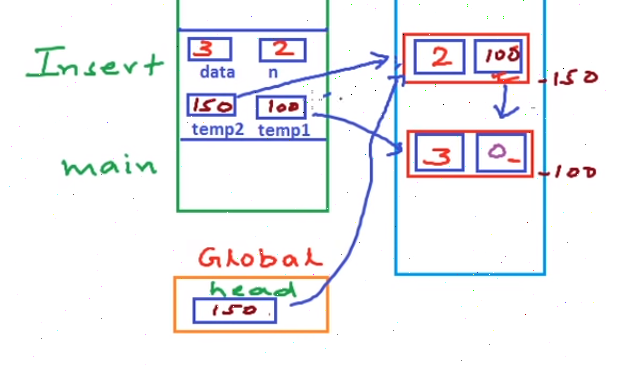 3 2 2 100
Insert data n -150
150 100
temp2 temp1
3 0
main -100
Global
head
150